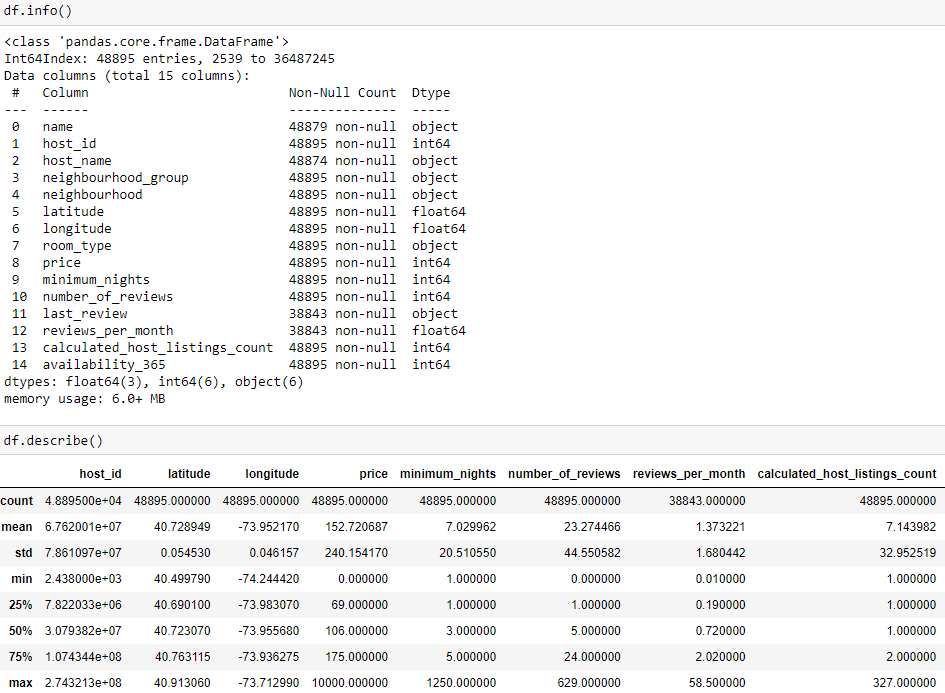 df.info()
<class 'pandas.core.frame.DataFrame'>
Int64Index: 48895 entries, 2539 to 36487245
Data columns (total 15 columns):
 #   Column                          Non-Null Count  Dtype
---  ------                          --------------  -----
 0   name                            48879 non-null  object
 1   host_id                         48895 non-null  int64
 2   host_name                       48874 non-null  object
 3   neighbourhood_group             48895 non-null  object
 4   neighbourhood                   48895 non-null  object
 5   latitude                        48895 non-null  float64
 6   longitude                       48895 non-null  float64
 7   room_type                       48895 non-null  object
 8   price                           48895 non-null  int64
 9   minimum_nights                  48895 non-null  int64
 10  number_of_reviews               48895 non-null  int64
 11  last_review                     38843 non-null  object
 12  reviews_per_month               38843 non-null  float64
 13  calculated_host_listings_count  48895 non-null  int64
 14  availability_365                48895 non-null  int64
dtypes: float64(3), int64(6), object(6)
memory usage: 6.0+ MB
df.describe()
host_id latitude longitude price minimum_nights number_of_reviews reviews_per_month calculated_host_listings_count
count 4.889500e+04 48895.000000 48895.000000 48895.000000 48895.000000 48895.000000 38843.000000 48895.000000
mean 6.762001e+07 40.728949 -73.952170 152.720687 7.029962 23.274466 1.373221 7.143982
std 7.861097e+07 0.054530 0.046157 240.154170 20.510550 44.550582 1.680442 32.952519
min 2.438000e+03 40.499790 -74.244420 0.000000 1.000000 0.000000 0.010000 1.000000
25% 7.822033e+06 40.690100 -73.983070 69.000000 1.000000 1.000000 0.190000 1.000000
50% 3.079382e+07 40.723070 -73.955680 106.000000 3.000000 5.000000 0.720000 1.000000
75% 1.074344e+08 40.763115 -73.936275 175.000000 5.000000 24.000000 2.020000 2.000000
max 2.743213e+08 40.913060 -73.712990 10000.000000 1250.000000 629.000000 58.500000 327.000000